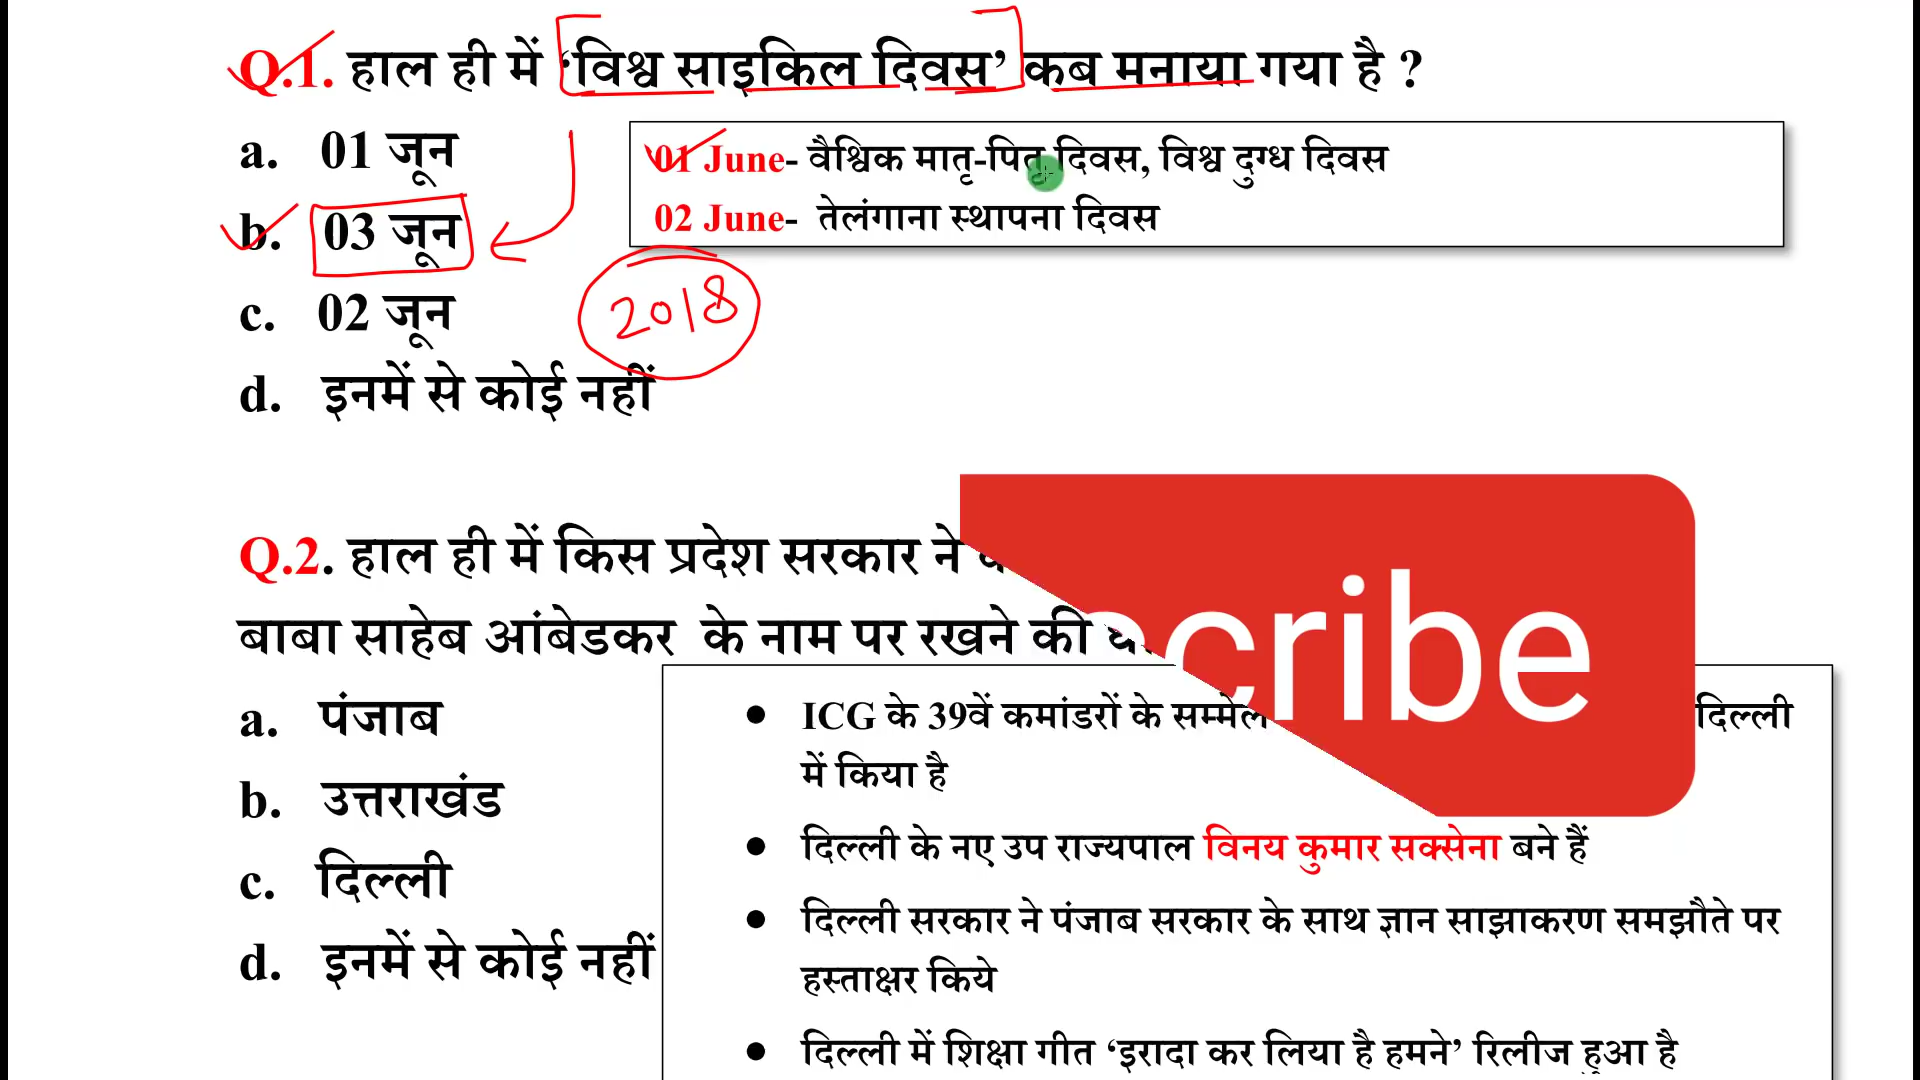 Q.1. हाल ही में ‘विश्व साइकिल दिवस’ कब मनाया गया है ?
a. 01 जून
b. 03 जून
c. 02 जून
d. इनमें से कोई नहीं
01 June- वैश्विक मातृ-पितृ दिवस, विश्व दुग्ध दिवस
02 June- तेलंगाना स्थापना दिवस
2018
Q.2. हाल ही में किस प्रदेश सरकार ने
बाबा साहेब आंबेडकर के नाम पर रखने की
a. पंजाब
b. उत्तराखंड
c. दिल्ली
d. इनमें से कोई नहीं
cribe
● ICG के 39वें कमांडरों के दिल्ली
में किया है
● दिल्ली के नए उप राज्यपाल विनय कुमार सक्सेना बने हैं
● दिल्ली सरकार ने पंजाब सरकार के साथ ज्ञान साझाकरण समझौते पर
हस्ताक्षर किये
● दिल्ली में शिक्षा गीत ‘इरादा कर लिया है हमने’ रिलीज हुआ है